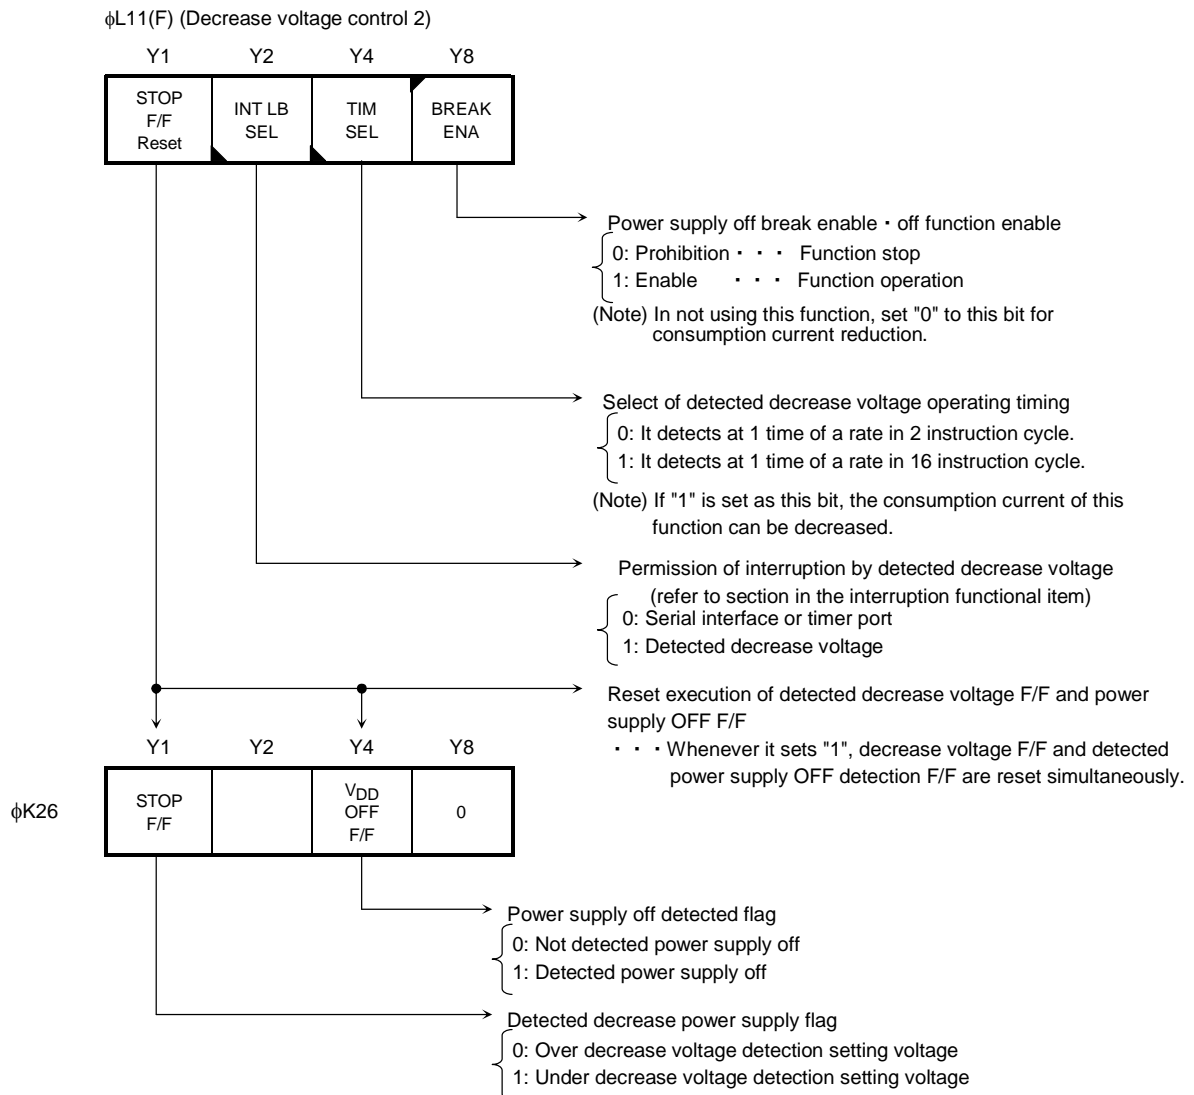 ϕL11(F) (Decrease voltage control 2)
Y1 Y2 Y4 Y8
STOP
F/F
Reset
INT LB
SEL
TIM
SEL
BREAK
ENA
Power supply off break enable・off function enable
0: Prohibition・・・ Function stop
1: Enable ・・・ Function operation
(Note) In not using this function, set "0" to this bit for
consumption current reduction.
Select of detected decrease voltage operating timing
0: It detects at 1 time of a rate in 2 instruction cycle.
1: It detects at 1 time of a rate in 16 instruction cycle.
(Note) If "1" is set as this bit, the consumption current of this
function can be decreased.
Permission of interruption by detected decrease voltage
(refer to section in the interruption functional item)
0: Serial interface or timer port
1: Detected decrease voltage
Reset execution of detected decrease voltage F/F and power
supply OFF F/F
・・・Whenever it sets "1", decrease voltage F/F and detected
power supply OFF detection F/F are reset simultaneously.
Y1 Y2 Y4 Y8
ϕK26
STOP
F/F
VDD
OFF
F/F
0
Power supply off detected flag
0: Not detected power supply off
1: Detected power supply off
Detected decrease power supply flag
0: Over decrease voltage detection setting voltage
1: Under decrease voltage detection setting voltage